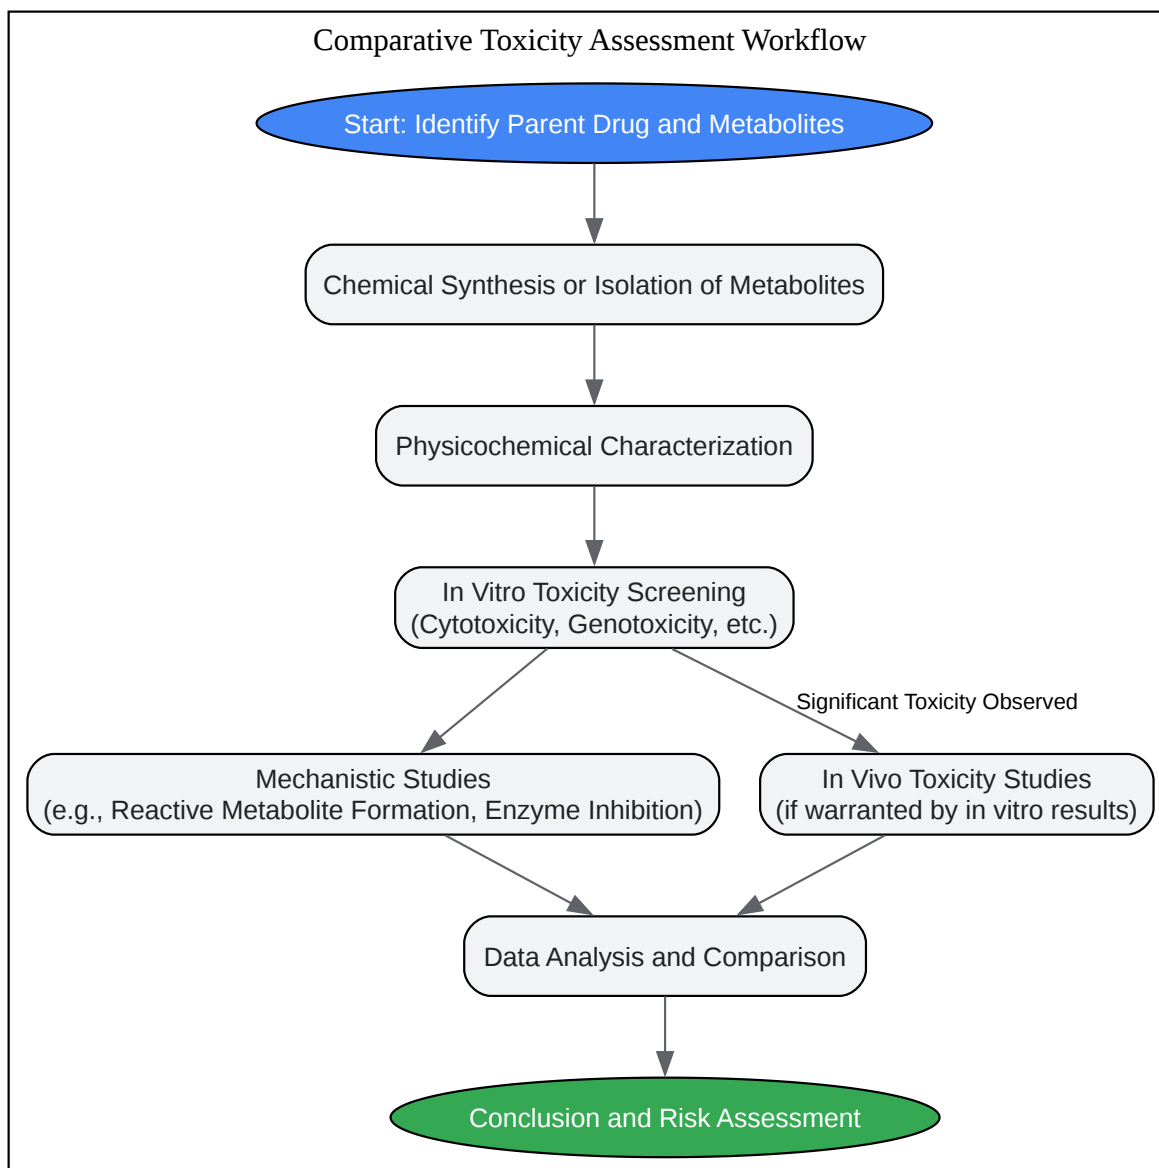 Comparative Toxicity Assessment Workflow
Start: Identify Parent Drug and Metabolites
Chemical Synthesis or Isolation of Metabolites
Physicochemical Characterization
In Vitro Toxicity Screening
(Cytotoxicity, Genotoxicity, etc.)
Significant Toxicity Observed
Mechanistic Studies
(e.g., Reactive Metabolite Formation, Enzyme Inhibition)
In Vivo Toxicity Studies
(if warranted by in vitro results)
Data Analysis and Comparison
Conclusion and Risk Assessment